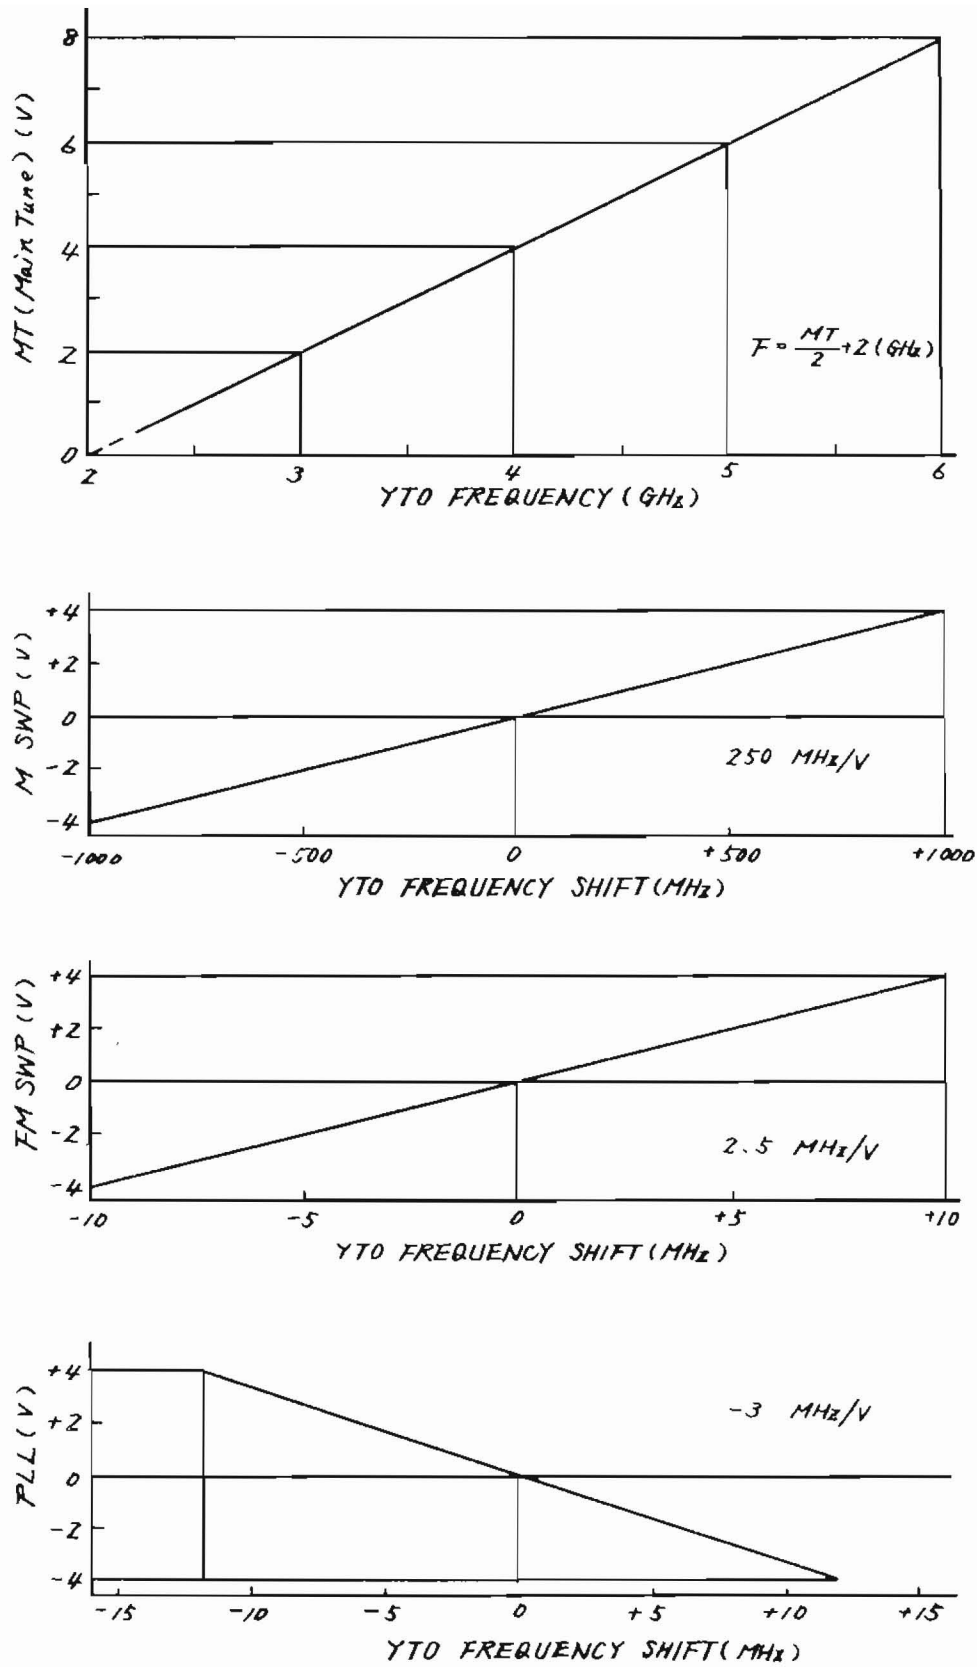 MT (Main Tune) (V)
8
6
4
2
0
F = MT/2 + 2 (GHz)
2 3 4 5 6
YTO FREQUENCY (GHz)
M SWP (V)
+4
+2
0
-2
-4
250 MHz/V
-1000 -500 0 +500 +1000
YTO FREQUENCY SHIFT (MHz)
FM SWP (V)
+4
+2
0
-2
-4
2.5 MHz/V
-10 -5 0 +5 +10
YTO FREQUENCY SHIFT (MHz)
PLL (V)
+4
+2
0
-2
-4
-3 MHz/V
-15 -10 -5 0 +5 +10 +15
YTO FREQUENCY SHIFT (MHz)